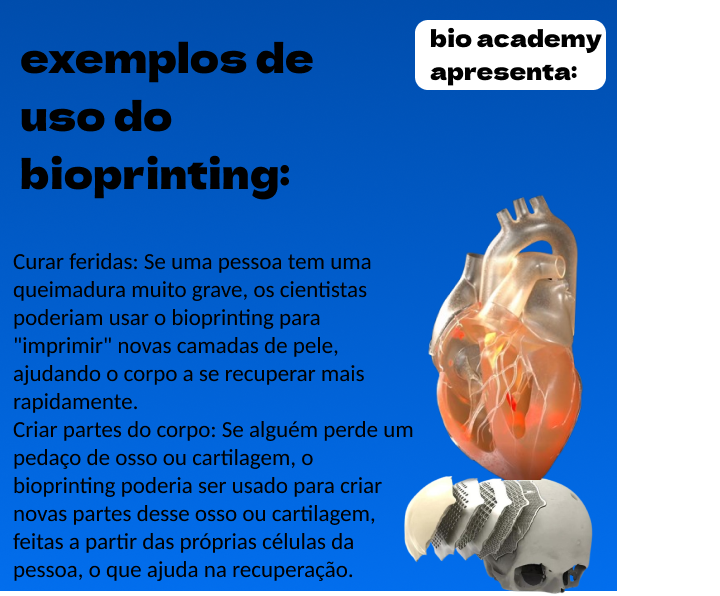 exemplos de
uso do
bioprinting:
bio academy
apresenta:
Curar feridas: Se uma pessoa tem uma
queimadura muito grave, os cientistas
poderiam usar o bioprinting para
"imprimir" novas camadas de pele,
ajudando o corpo a se recuperar mais
rapidamente.
Criar partes do corpo: Se alguém perde um
pedaço de osso ou cartilagem, o
bioprinting poderia ser usado para criar
novas partes desse osso ou cartilagem,
feitas a partir das próprias células da
pessoa, o que ajuda na recuperação.